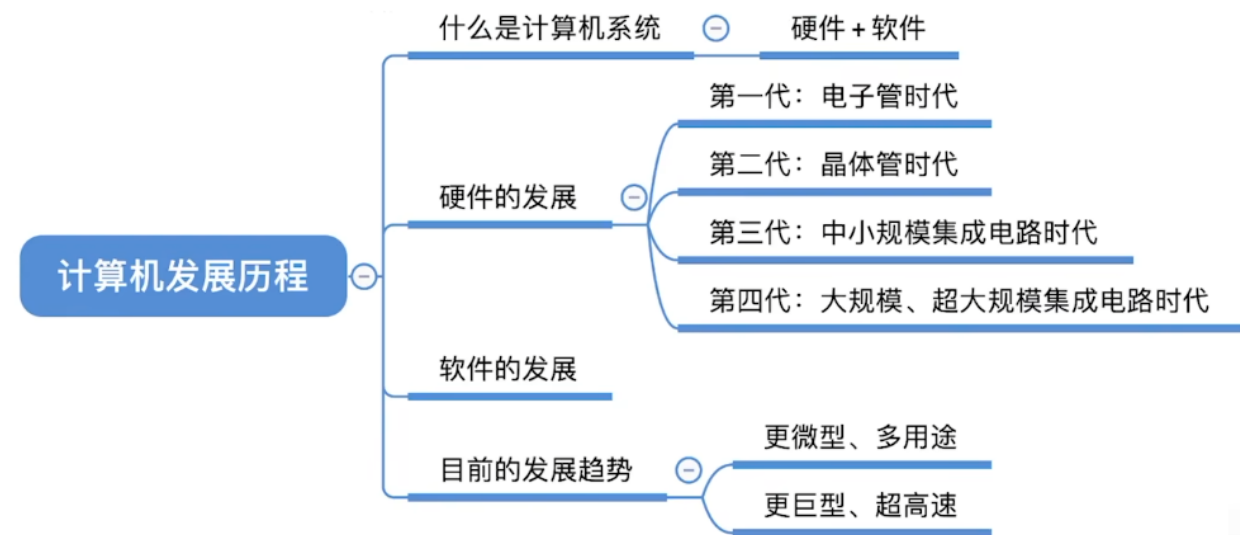 什么是计算机系统
硬件 + 软件
第一代：电子管时代
第二代：晶体管时代
硬件的发展
第三代：中小规模集成电路时代
计算机发展历程
第四代：大规模、超大规模集成电路时代
软件的发展
更微型、多用途
目前的发展趋势
更巨型、超高速